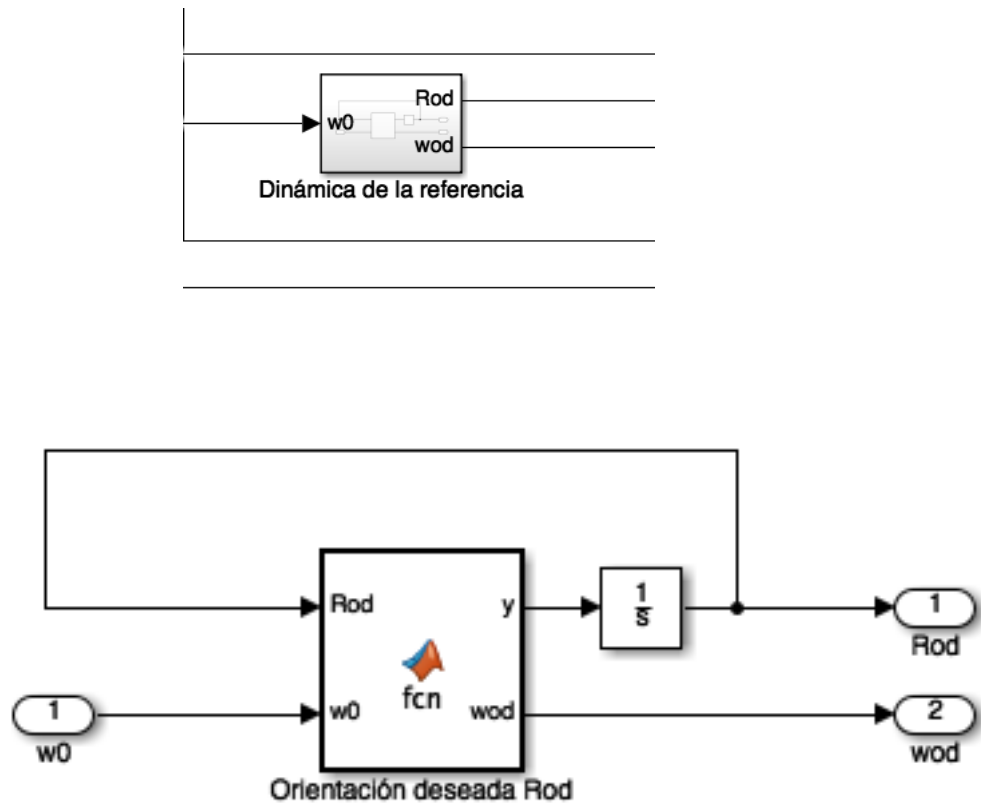 Rod
w0
wod
Dinámica de la referencia
Rod
y
1
s
1
Rod
fcn
1
w0
wod
2
w0
wod
Orientación deseada Rod